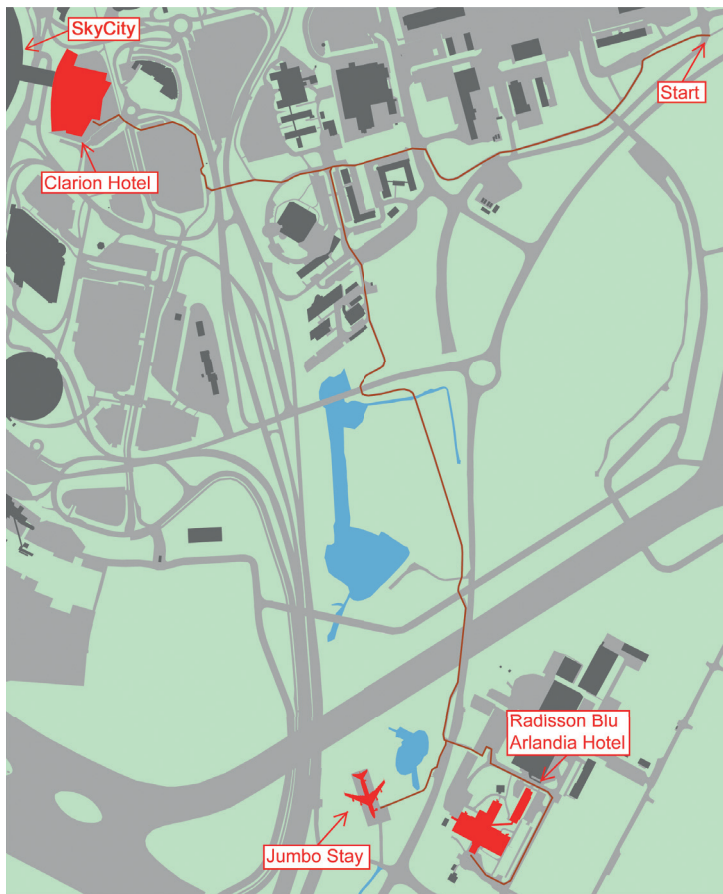 SkyCity
Start
Clarion Hotel
Radisson Blu
Arlandia Hotel
Jumbo Stay